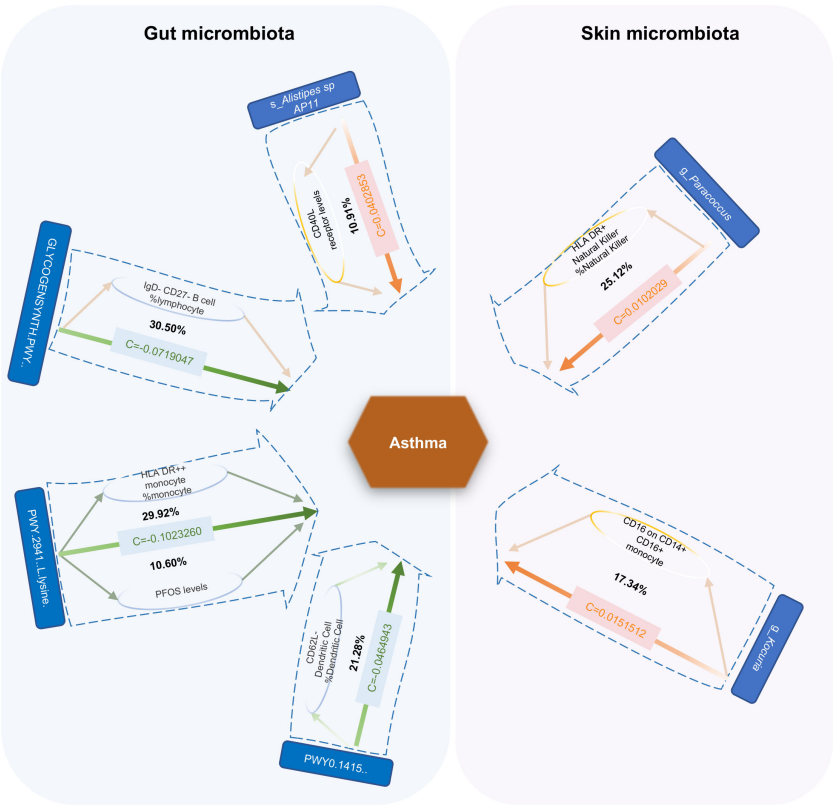 Gut micrombiota
Skin micrombiota
s_Alistipes sp
AP11
CD40L
receptor levels
10.91%
C=0.0402853
GLYCOGENSYNTH.PWY..
IgD- CD27- B cell
%lymphocyte
30.50%
C=-0.0719047
g_Paracoccus
HLA DR+
Natural Killer
%Natural Killer
25.12%
C=0.0102029
Asthma
PWY.2941..L.lysine.
HLA DR++
monocyte
%monocyte
29.92%
C=-0.1023260
10.60%
PFOS levels
CD62L-
Dendritic Cell
%Dendritic Cell
21.28%
C=-0.0464943
PWY0.1415..
CD16 on CD14+
CD16+
monocyte
17.34%
C=0.0151512
g_Kocuria